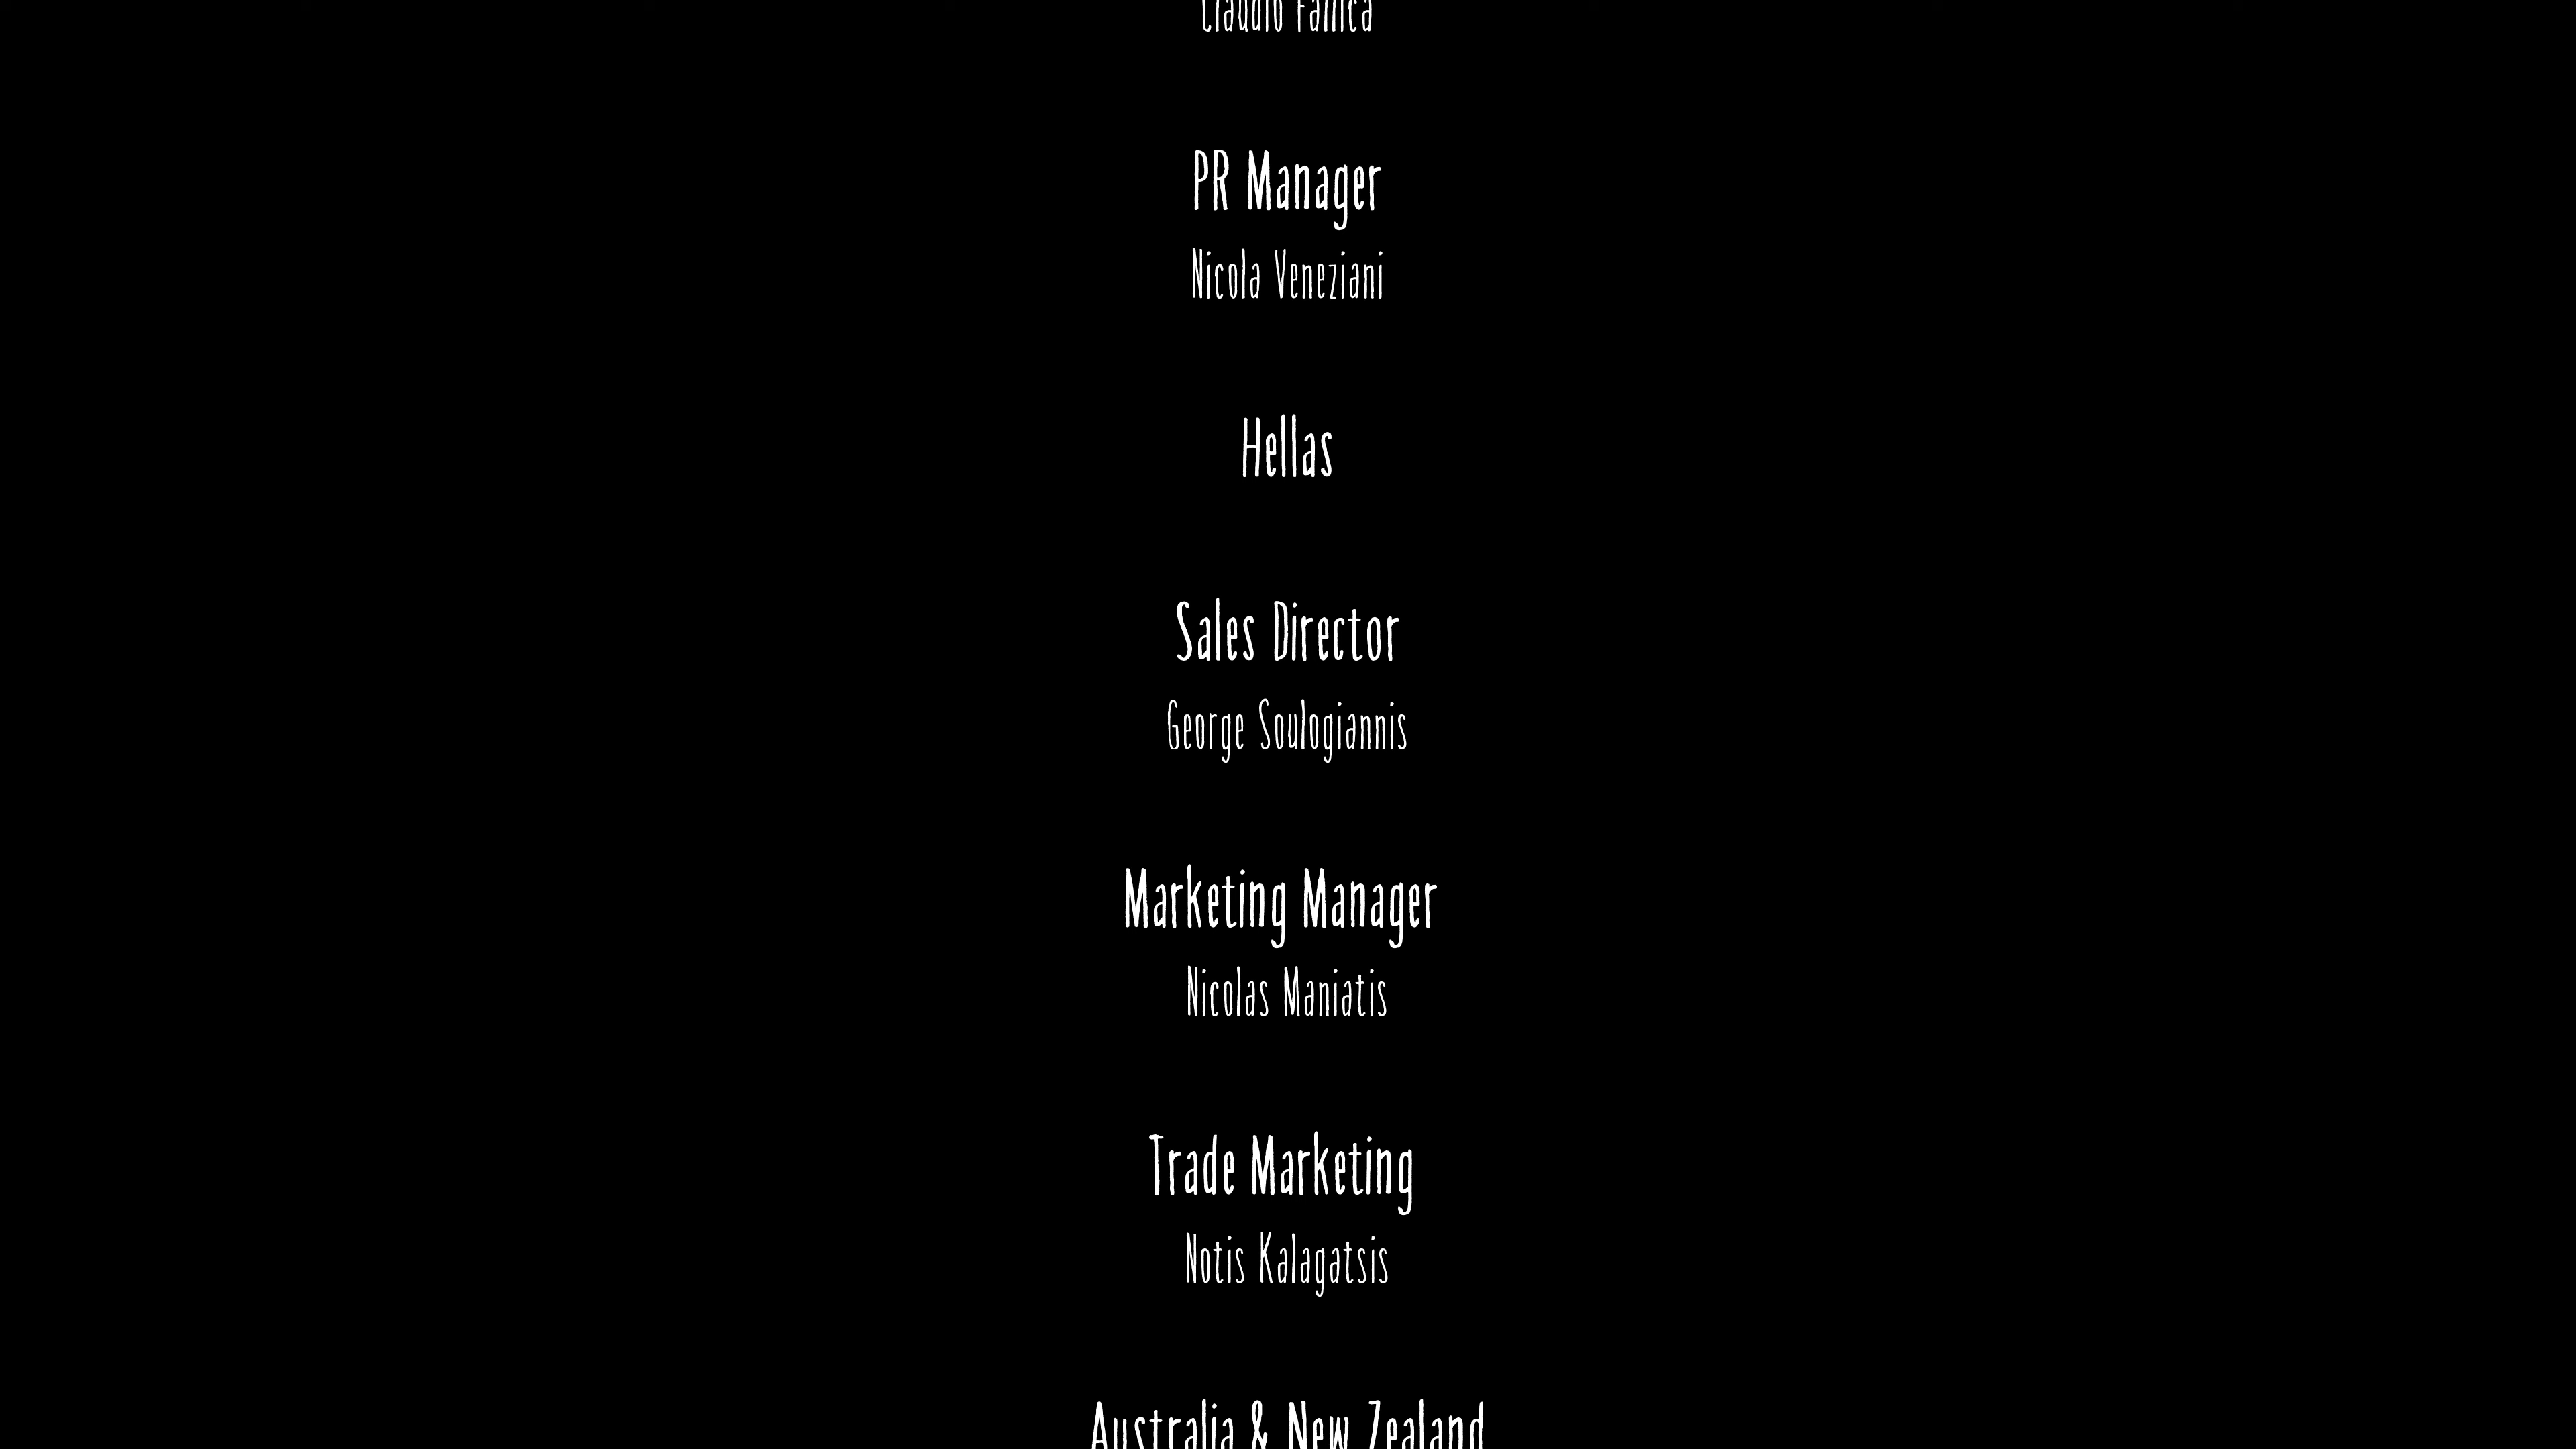 PR Manager
Nicola Veneziani
Hellas
Sales Director
George Soulogiannis
Marketing Manager
Nicolas Maniatis
Trade Marketing
Notis Kalagatsis
Australia & New Zealand